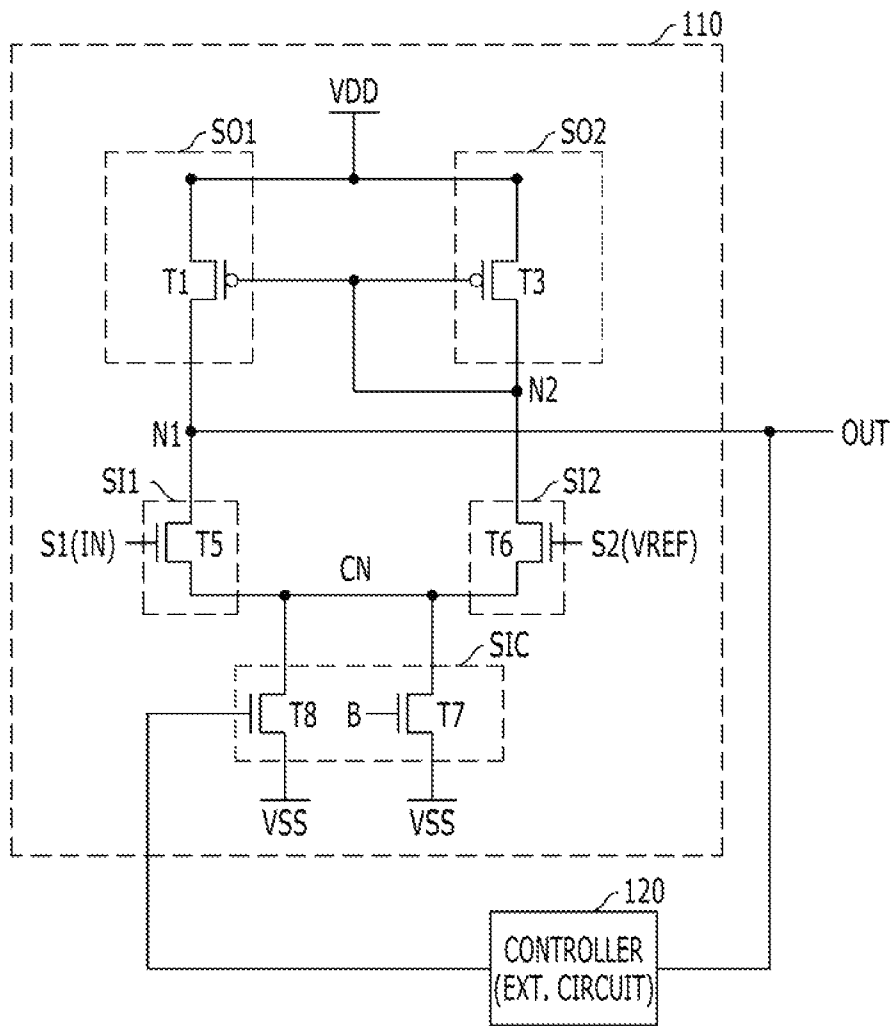 110
VDD
SO1
SO2
T1
T3
N2
N1
OUT
SI1
SI2
S1(IN)
T5
T6
S2(VREF)
CN
SIC
T8
B
T7
VSS
VSS
120
CONTROLLER
(EXT. CIRCUIT)